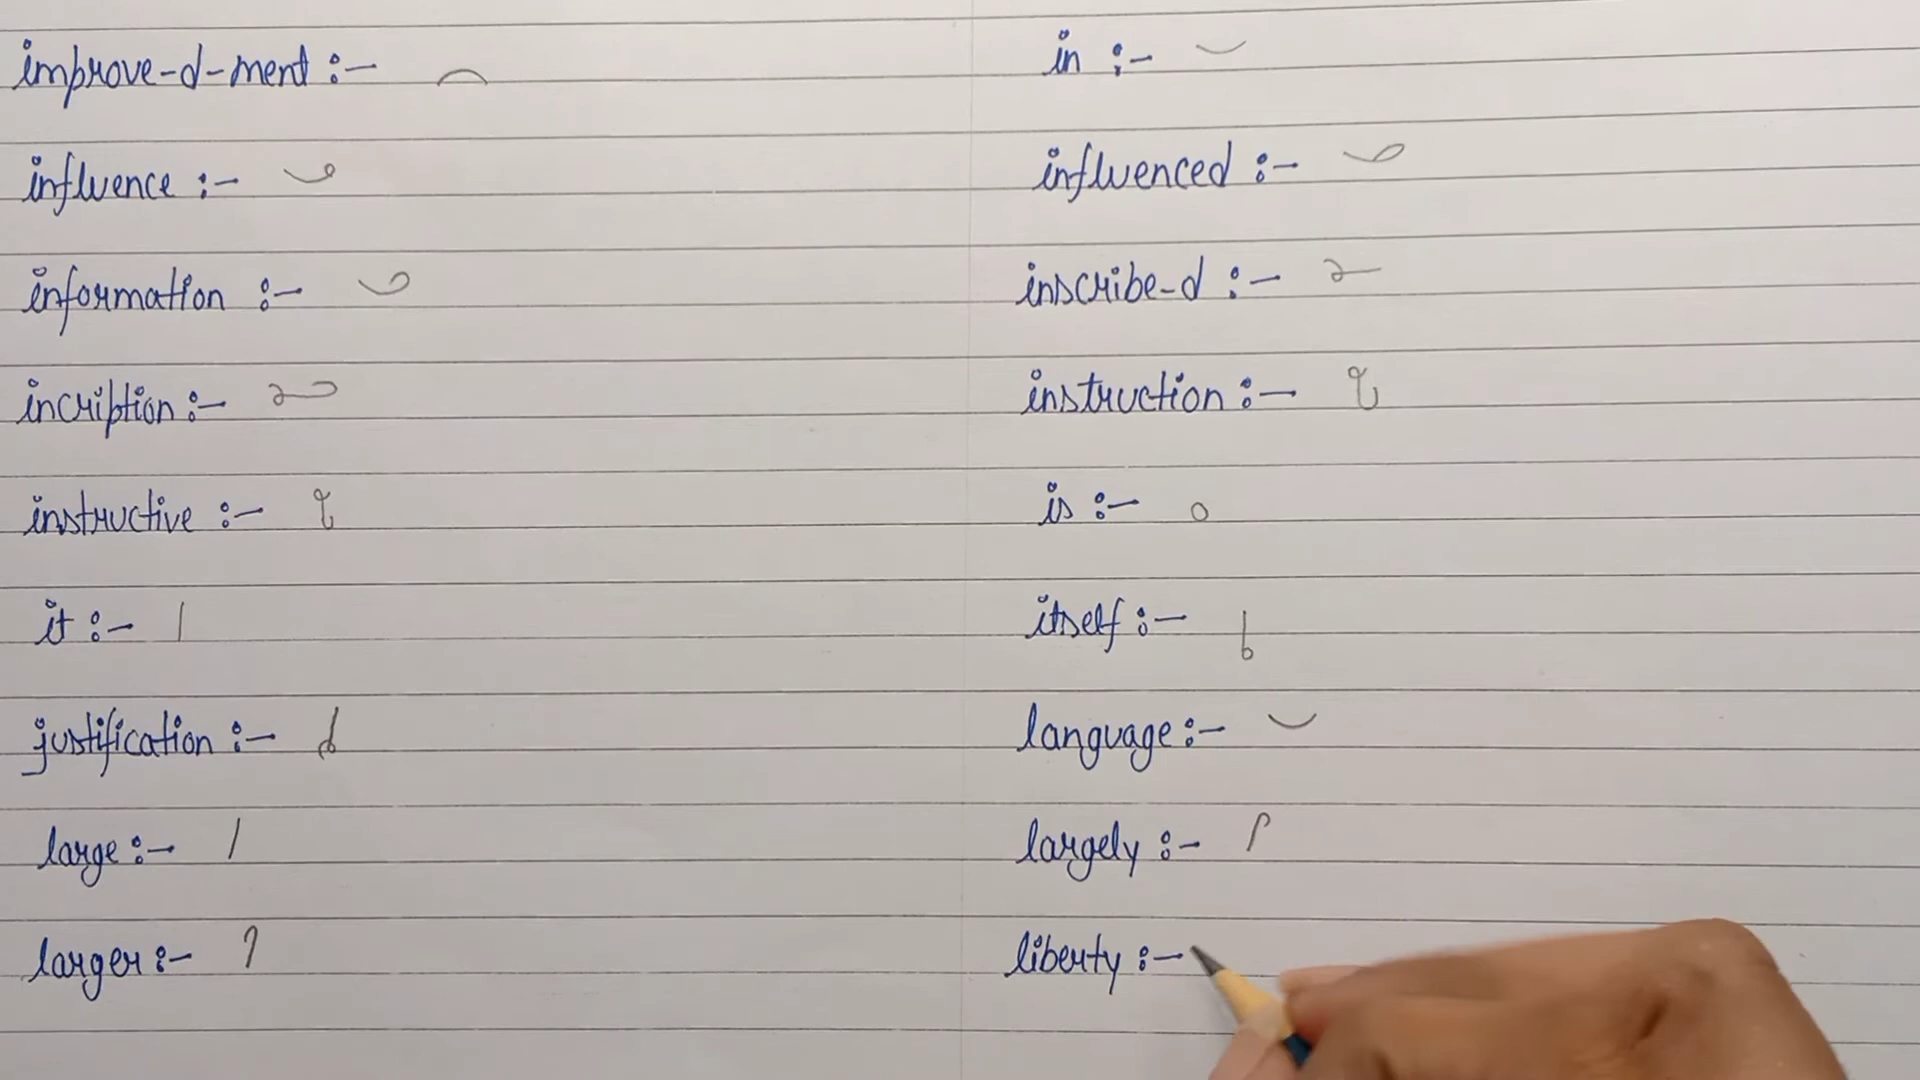 improve-d-ment :-
in :-
influence :-
influenced :-
information :-
inscribe-d :-
incription :-
instruction :-
instructive :-
is :-
it :-
itself :-
justification :-
language :-
large :-
largely :-
larger :-
liberty :-